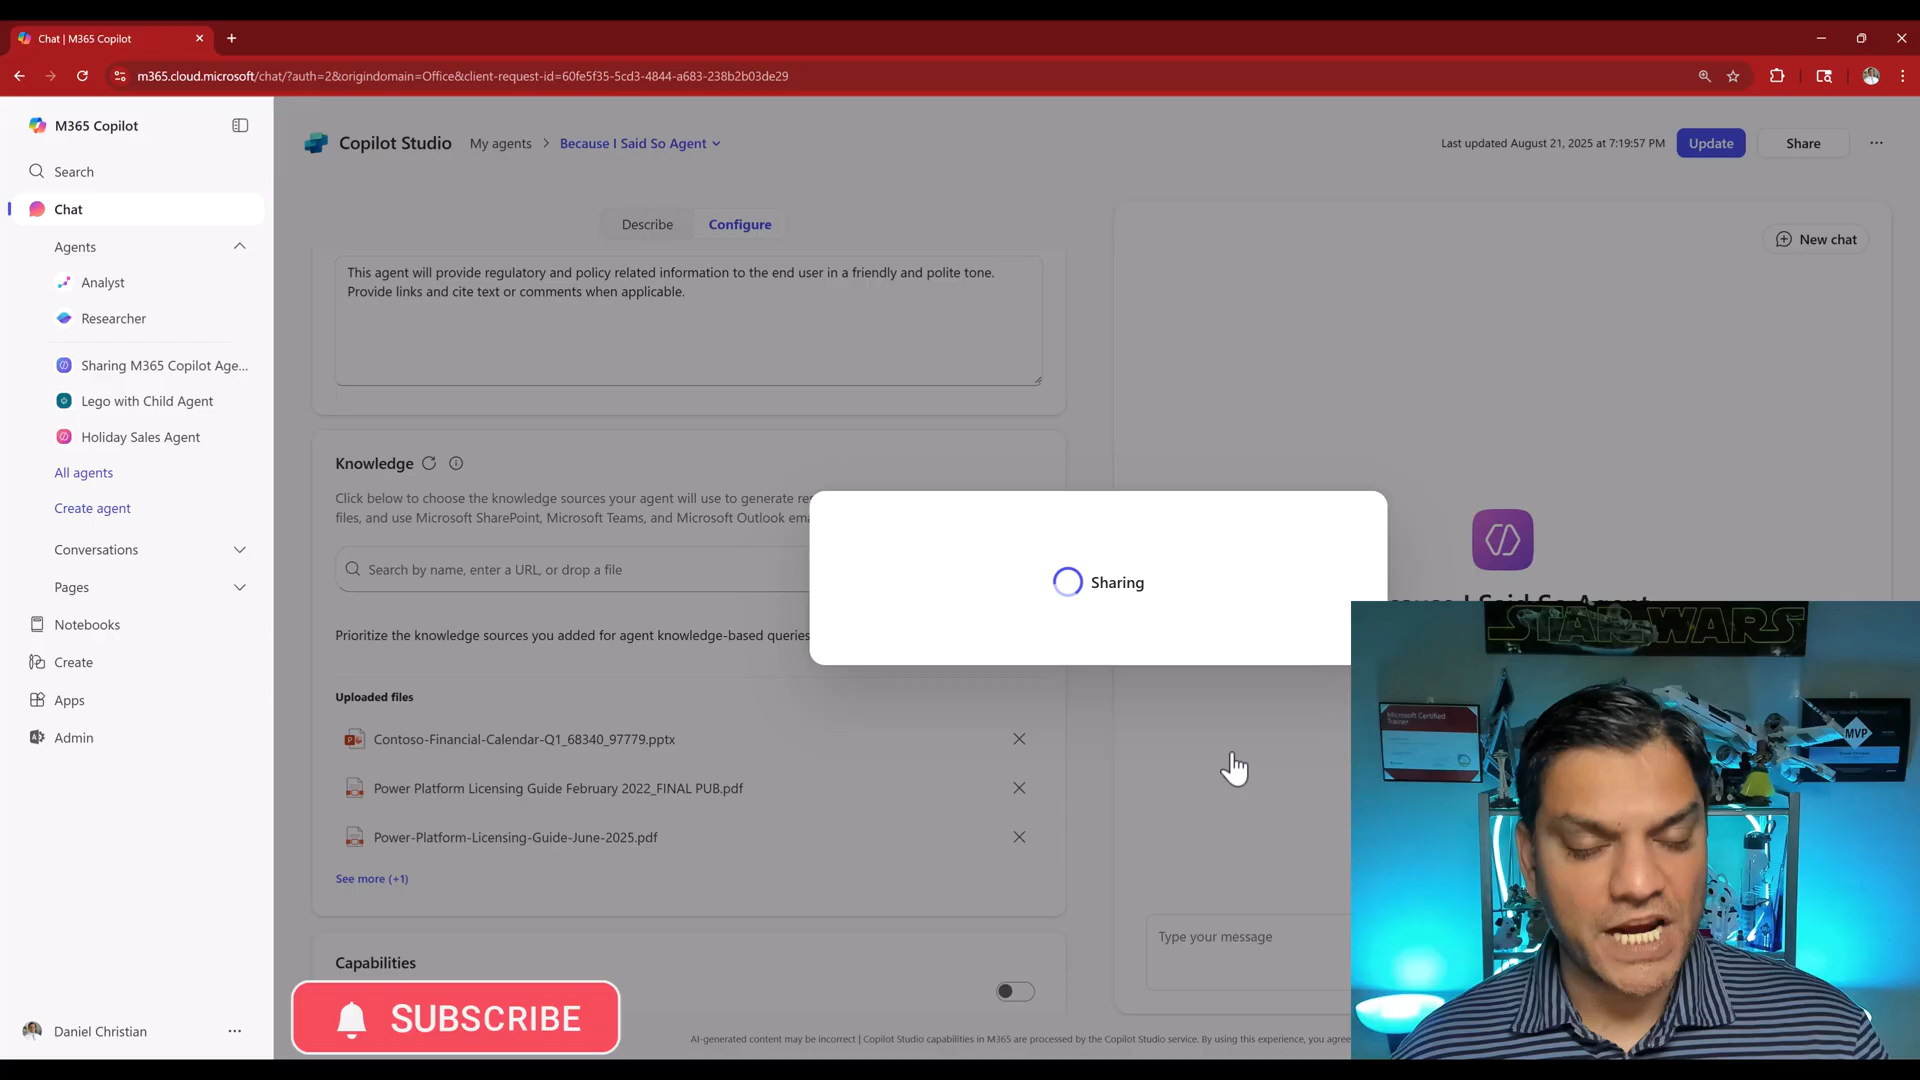 Chat | M365 Copilot
m365.cloud.microsoft/chat/?auth=2&origindomain=Office&client-request-id=60fe5f35-5cd3-4844-a683-238b2b03de29
M365 Copilot
Search
Chat
Agents
Analyst
Researcher
Sharing M365 Copilot Age...
Lego with Child Agent
Holiday Sales Agent
All agents
Create agent
Conversations
Pages
Notebooks
Create
Apps
Admin
Daniel Christian
Copilot Studio
My agents > Because I Said So Agent
Last updated August 21, 2025 at 7:19:57 PM
Update
Share
Describe
Configure
New chat
This agent will provide regulatory and policy related information to the end user in a friendly and polite tone.
Provide links and cite text or comments when applicable.
Knowledge
Click below to choose the knowledge sources your agent will use to generate
files, and use Microsoft SharePoint, Microsoft Teams, and Microsoft Outlook
Search by name, enter a URL, or drop a file
Prioritize the knowledge sources you added for agent knowledge-based queries
Sharing
I Said So Agent
Uploaded files
Contoso-Financial-Calendar-Q1_68340_97779.pptx
Power Platform Licensing Guide February 2022_FINAL PUB.pdf
Power-Platform-Licensing-Guide-June-2025.pdf
See more (+1)
Capabilities
Type your message
SUBSCRIBE
AI-generated content may be incorrect | Copilot Studio capabilities in M365 are processed by the Copilot Studio service. By using this experience, you agree
STAR WARS
Microsoft Certified
Trainer
MVP